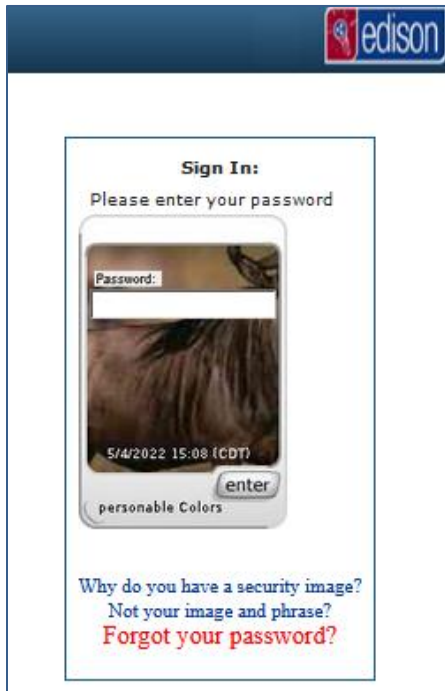 edison
Sign In:
Please enter your password
Password:
5/4/2022 15:08 (CDT)
enter
personable Colors
Why do you have a security image?
Not your image and phrase?
Forgot your password?